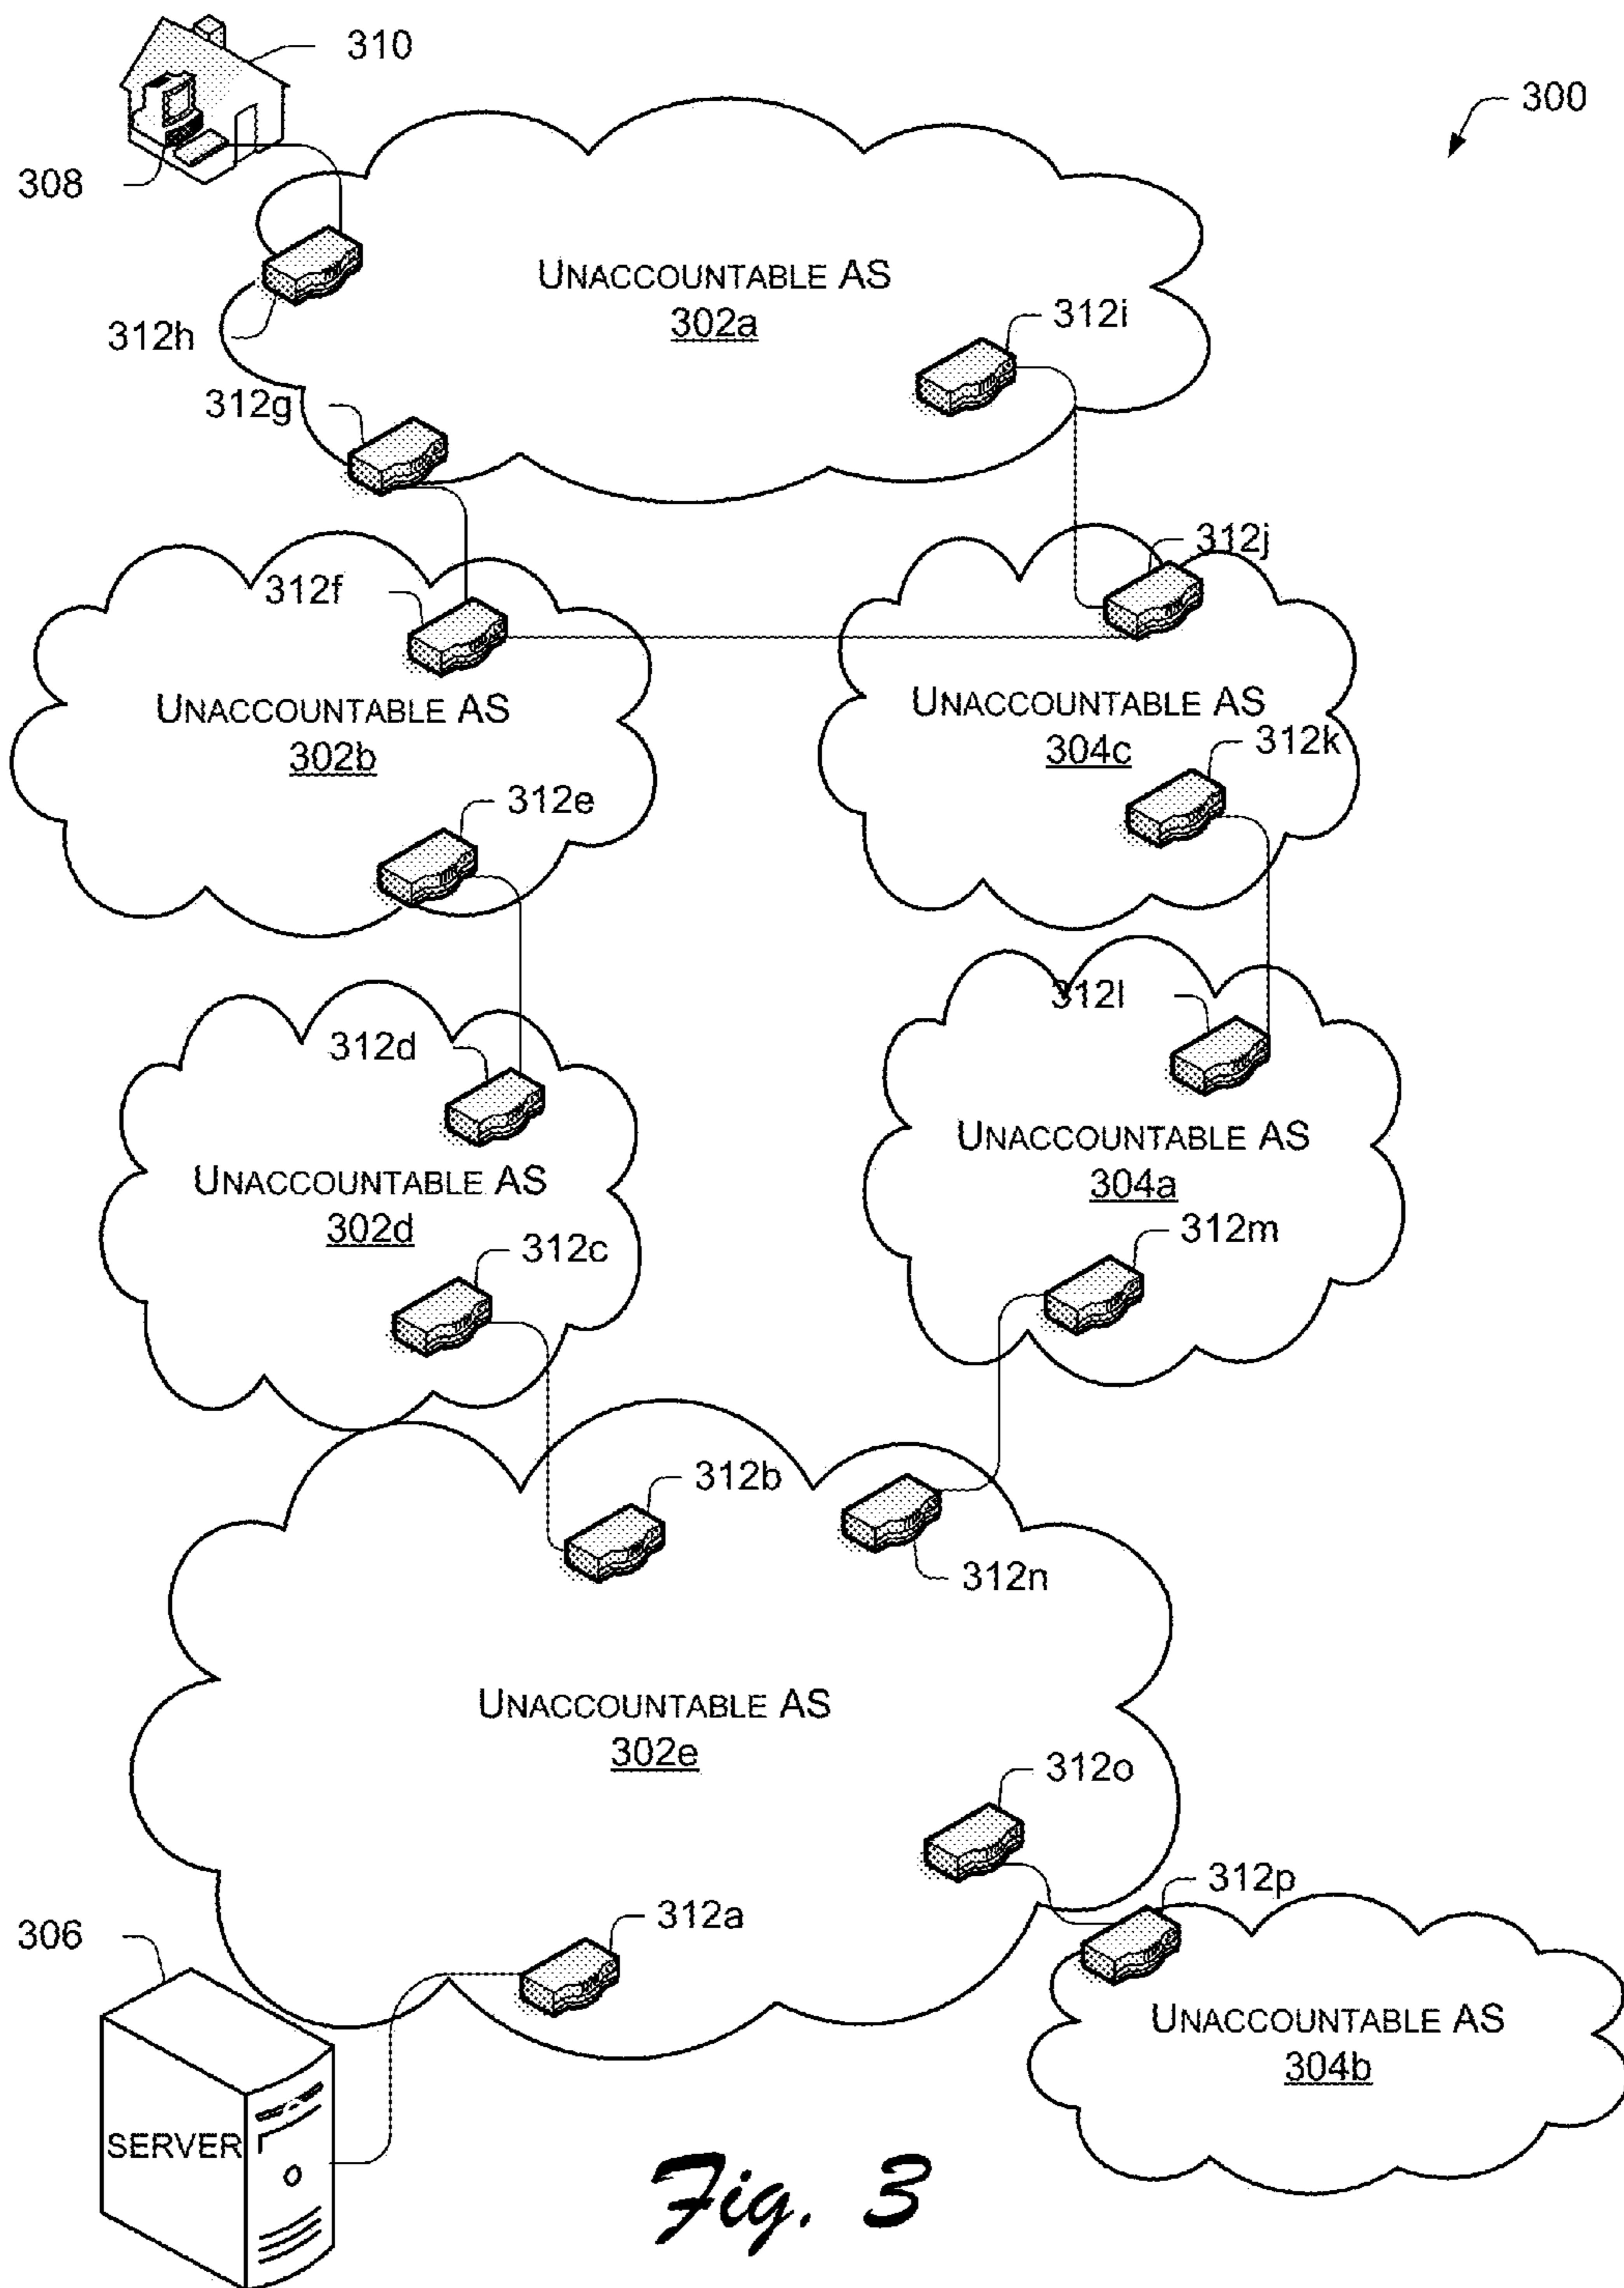 310
300
308
UNACCOUNTABLE AS
302a
312h
312i
312g
312j
312f
UNACCOUNTABLE AS
302b
UNACCOUNTABLE AS
304c
312k
312e
312l
312d
UNACCOUNTABLE AS
304a
UNACCOUNTABLE AS
302d
312m
312c
312b
312n
UNACCOUNTABLE AS
302e
312o
312p
312a
306
UNACCOUNTABLE AS
304b
SERVER
Fig. 3